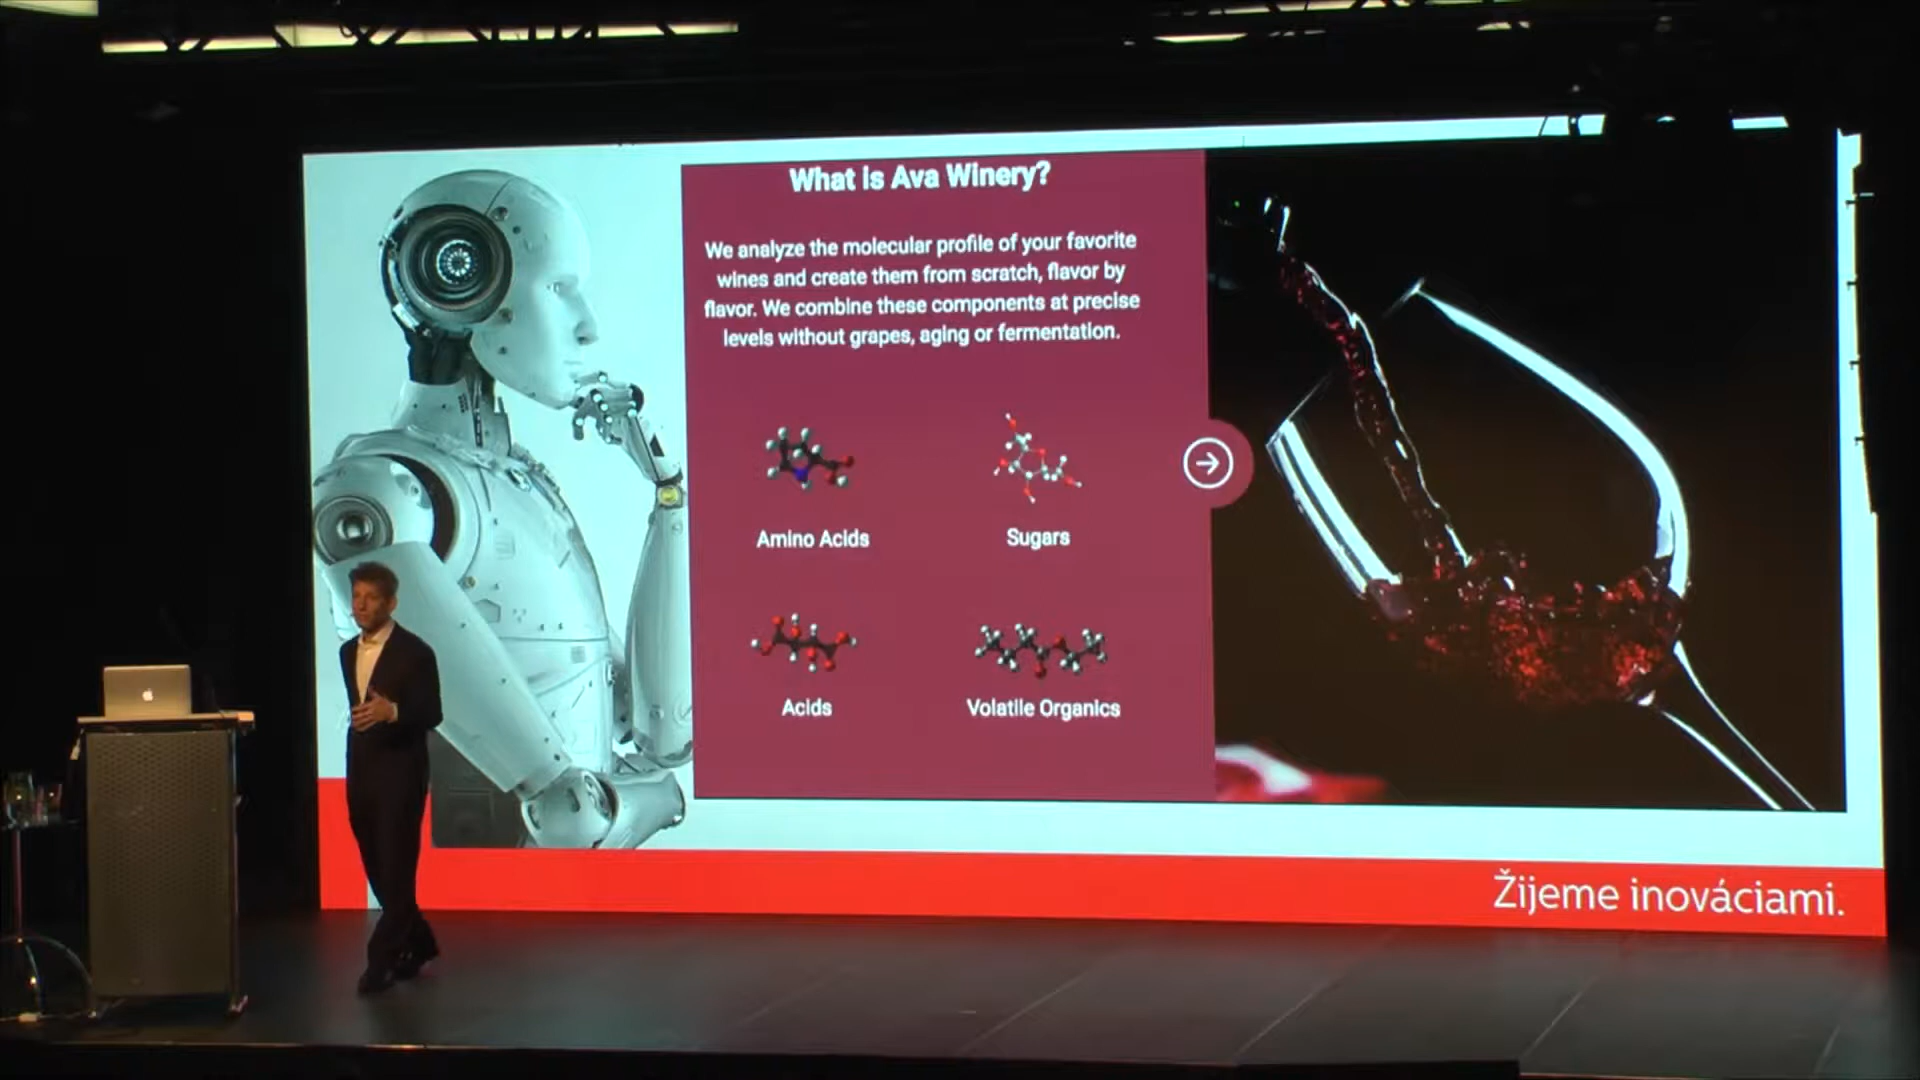 What is Ava Winery?
We analyze the molecular profile of your favorite
wines and create them from scratch, flavor by
flavor. We combine these components at precise
levels without grapes, aging or fermentation.
Amino Acids
Sugars
Acids
Volatile Organics
Žijeme inováciami.